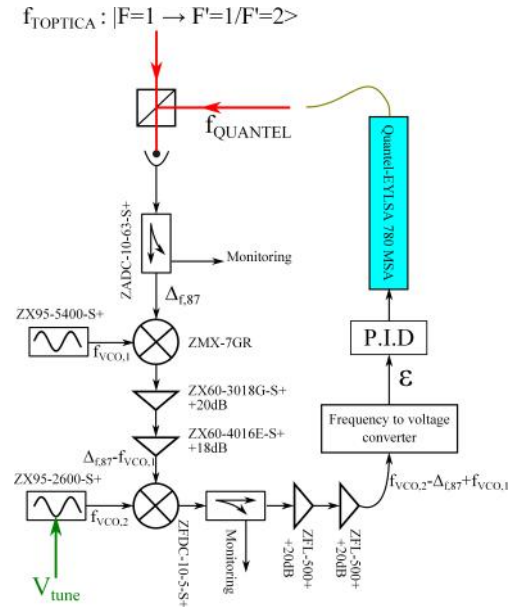 f_TOPTICA : |F=1 → F'=1/F'=2>
f_QUANTEL
Quantel-EYLSA 780 MSA
ZADC-10-63-S+
Monitoring
Δ_f,87
ZX95-5400-S+
f_VCO,1
ZMX-7GR
P.I.D
ε
ZX60-3018G-S+
+20dB
Frequency to voltage
converter
ZX60-4016E-S+
+18dB
Δ_f,87-f_VCO,1
ZX95-2600-S+
f_VCO,2
f_VCO,2-Δ_f,87+f_VCO,1
ZFDC-10-5-S+
Monitoring
ZFL-500+
+20dB
ZFL-500+
+20dB
V_tune